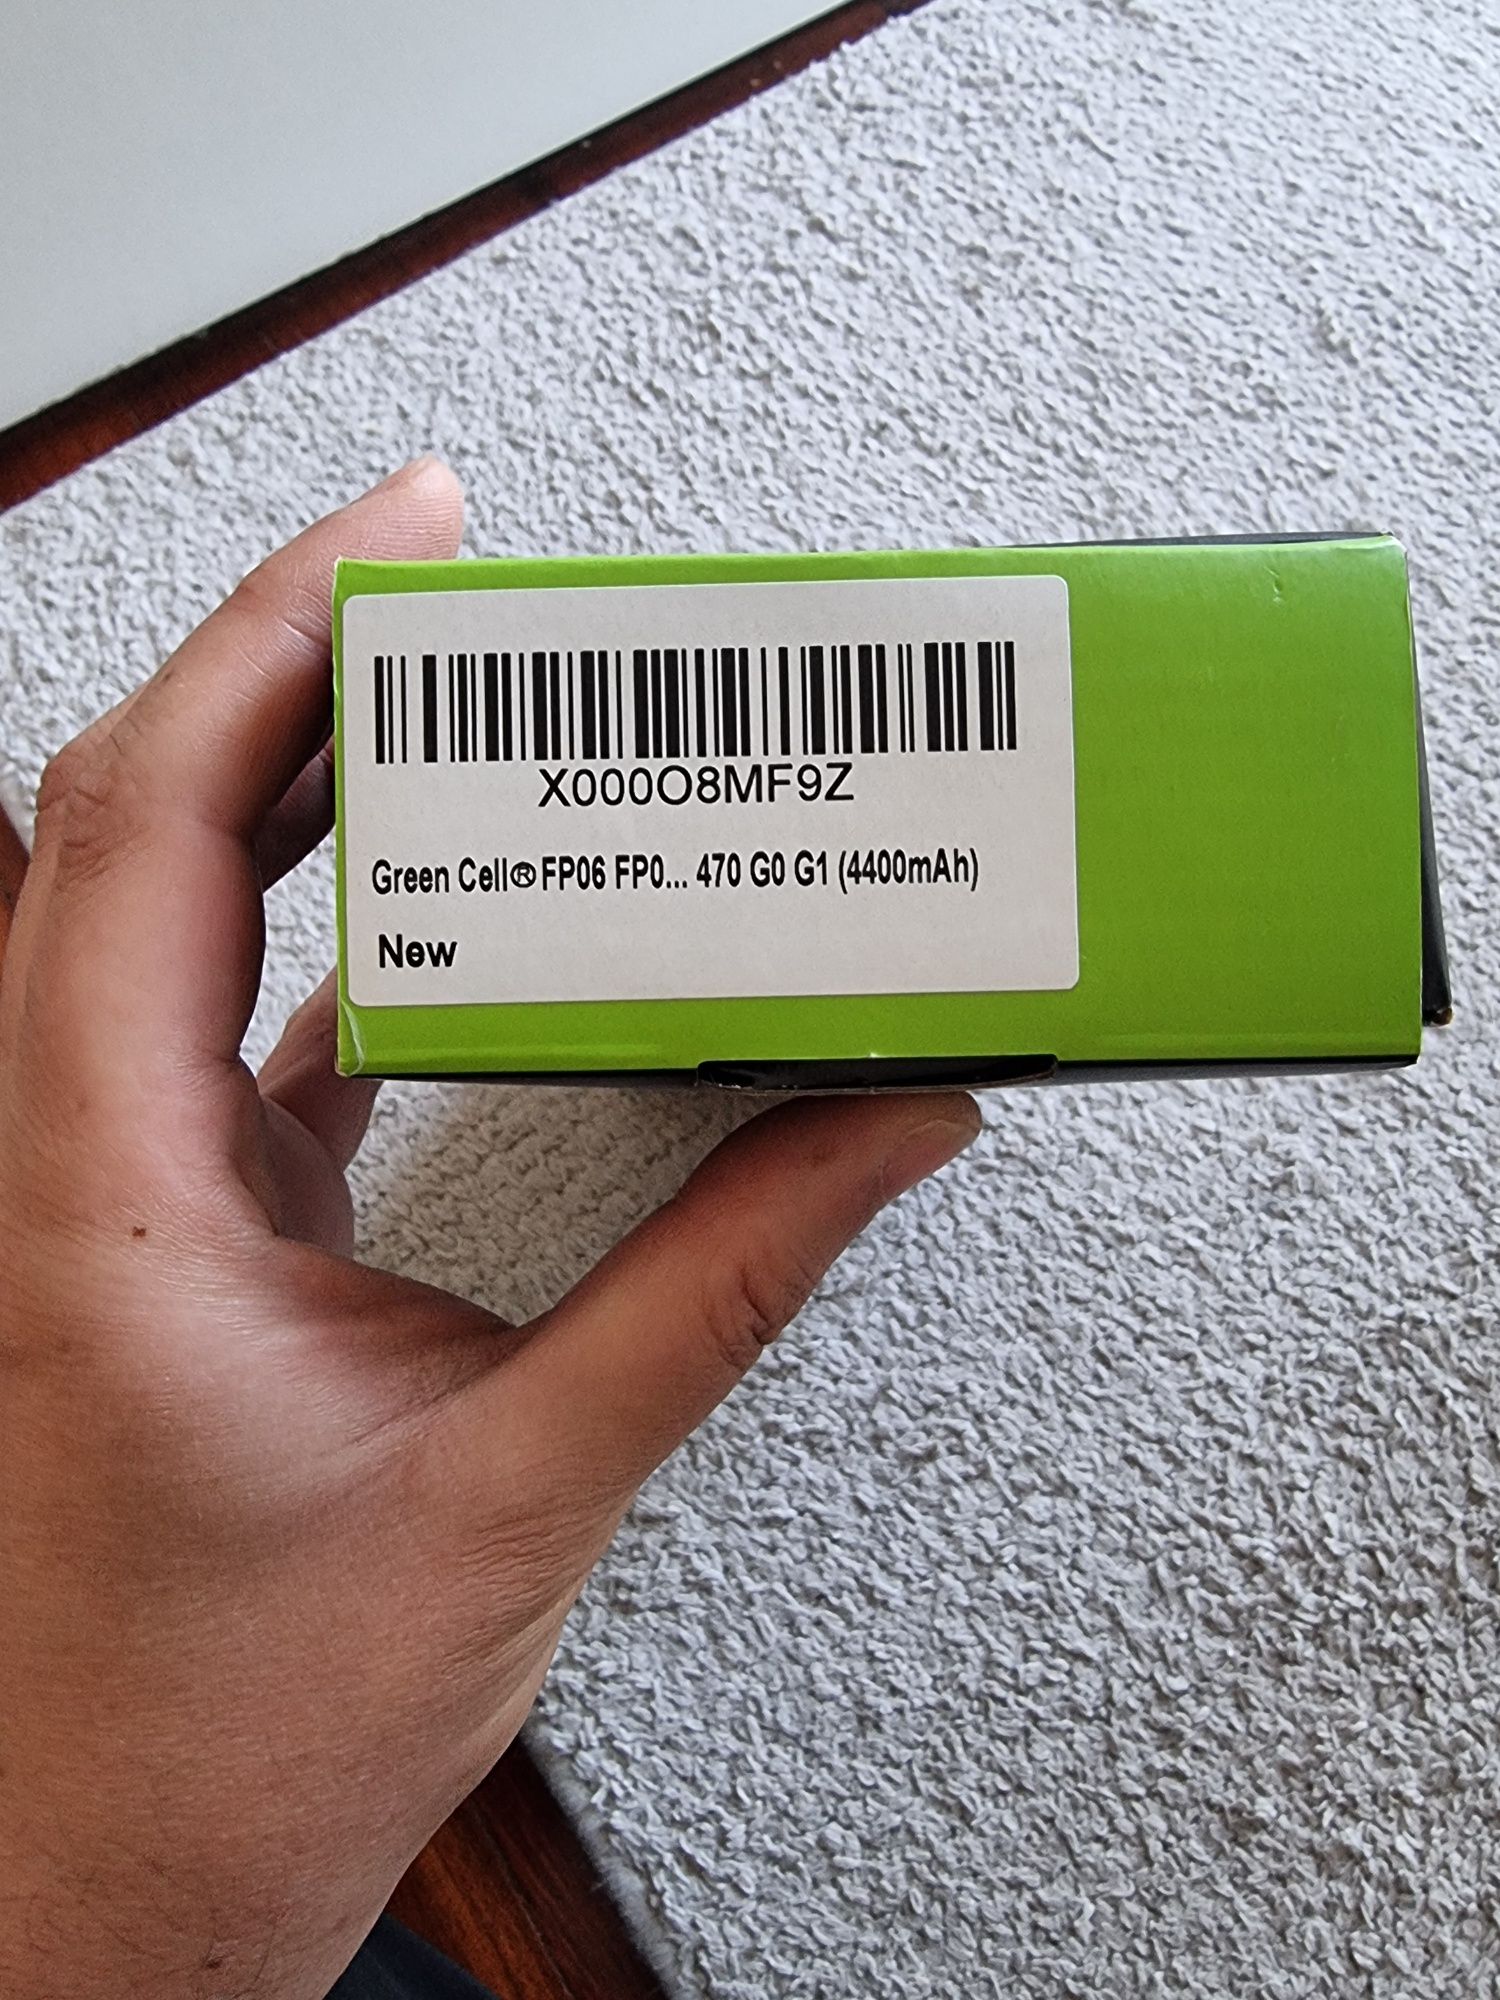 X000O8MF9Z
Green Cell® FP06 FP0... 470 G0 G1 (4400mAh)
New